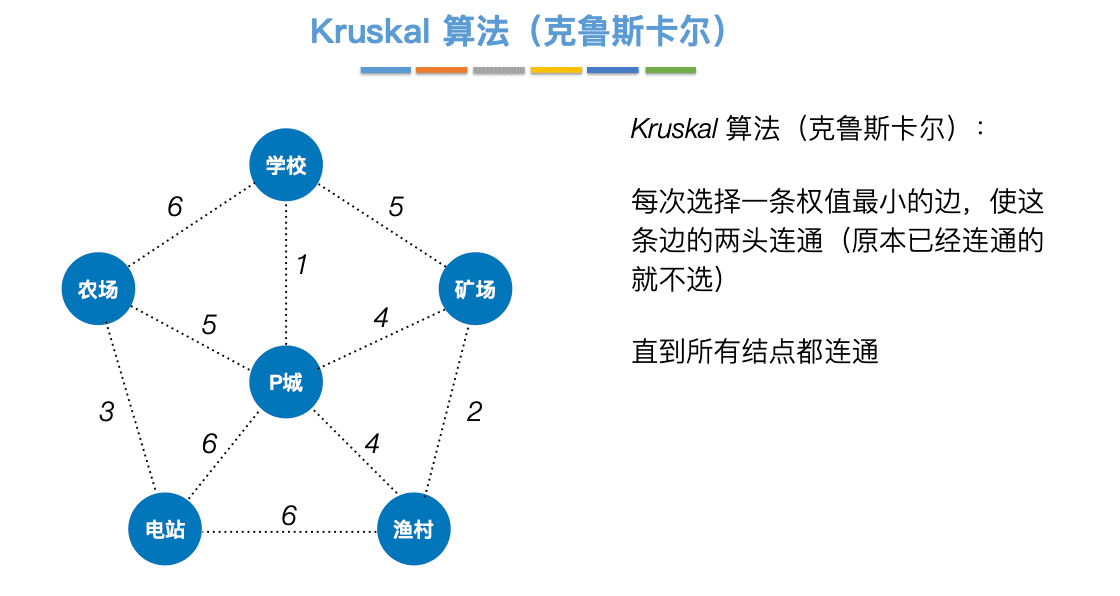 Kruskal 算法（克鲁斯卡尔）
Kruskal 算法（克鲁斯卡尔）：
每次选择一条权值最小的边，使这
条边的两头连通（原本已经连通的
就不选）
直到所有结点都连通
学校
6
5
1
农场
矿场
5
4
P城
3
2
6
4
6
电站
渔村